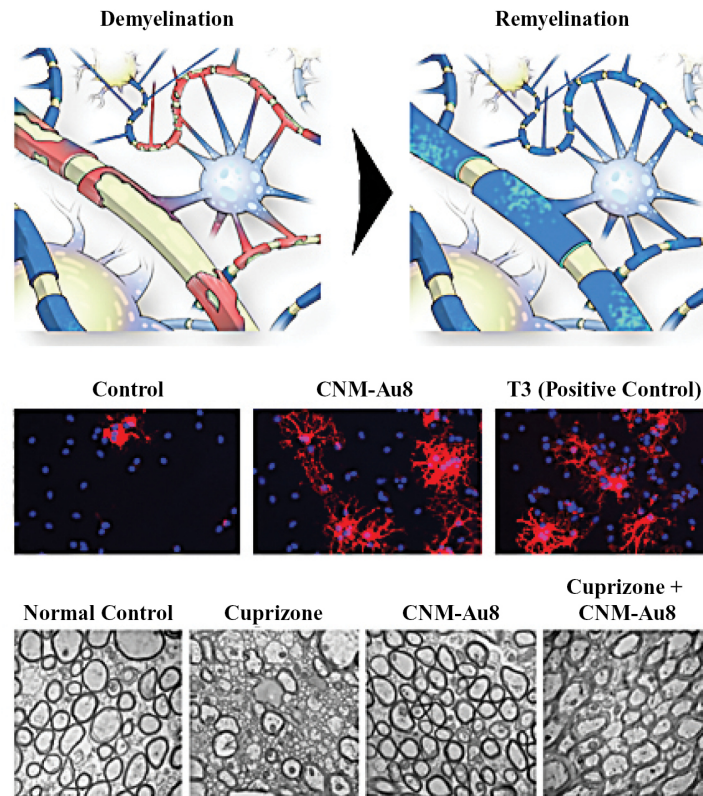 Demyelination
Remyelination
Control
CNM-Au8
T3 (Positive Control)
Normal Control
Cuprizone
CNM-Au8
Cuprizone +
CNM-Au8